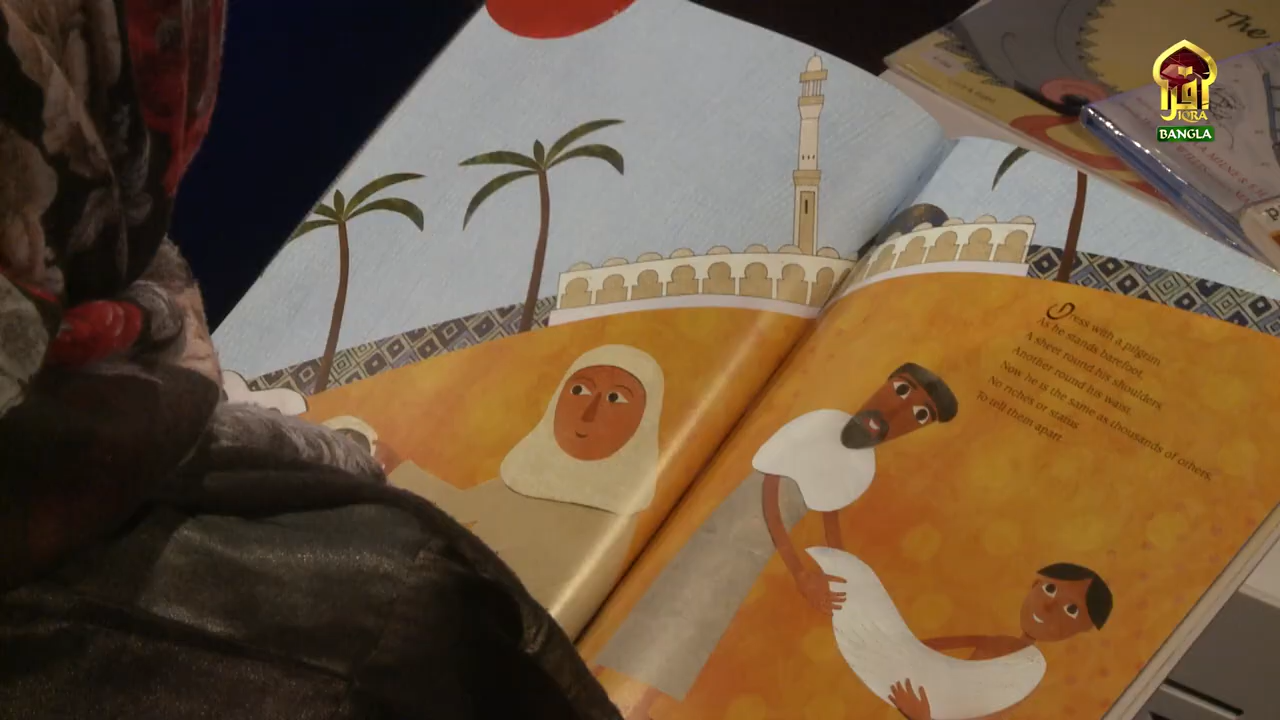 The
اقرأ
IQRA
BANGLA
Dress with a pilgrim
As he stands barefoot,
A sheet round his shoulders,
Another round his waist.
Now he is the same as thousands of others,
No riches or status
To tell them apart.